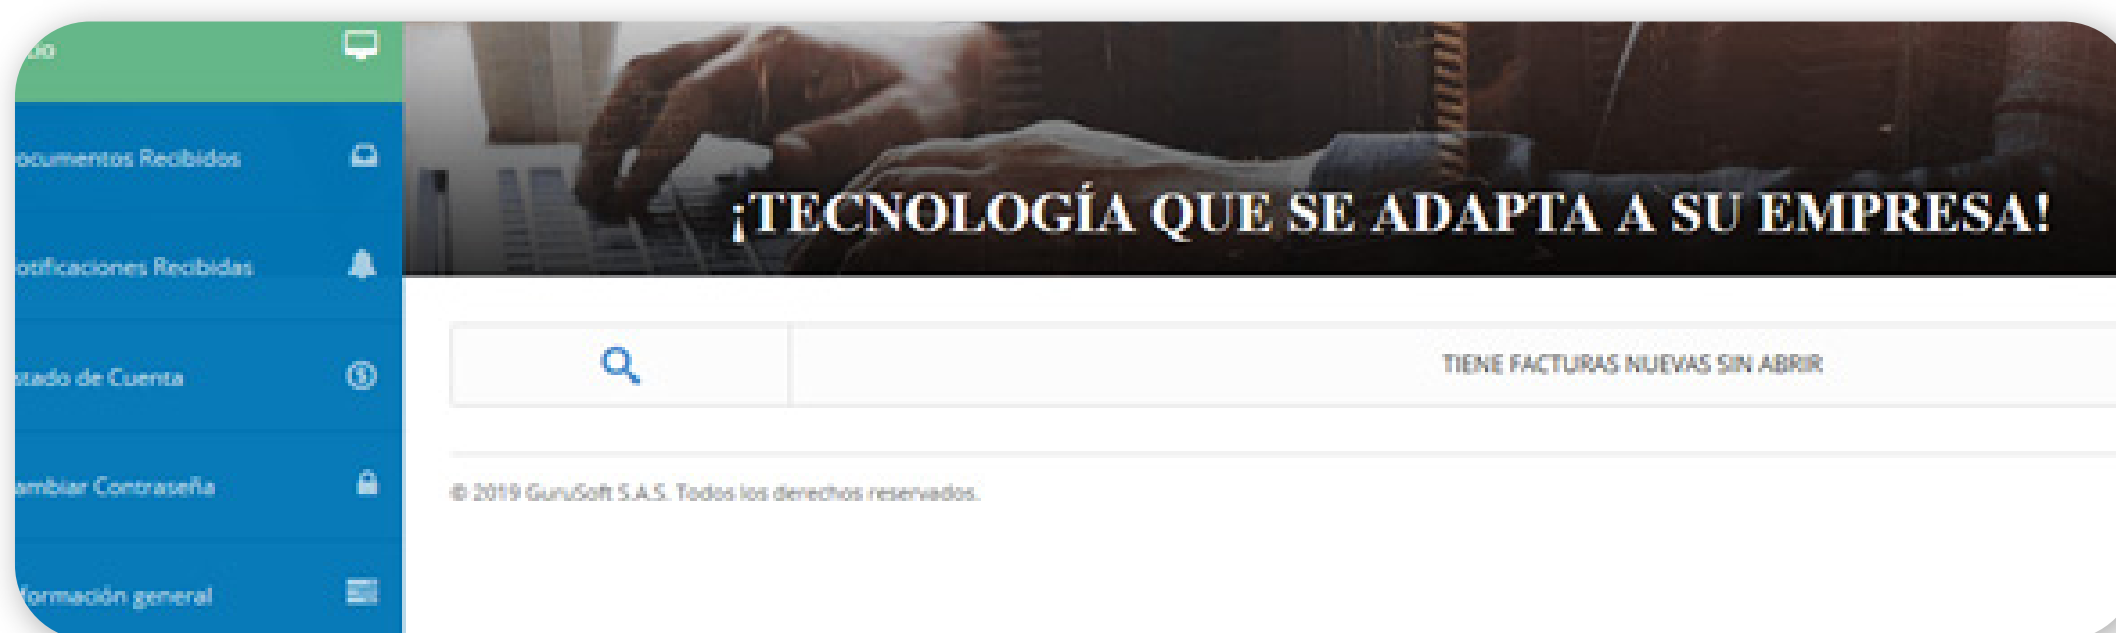 cio
ocumentos Recibidos
otificaciones Recibidas
stado de Cuenta
ambiar Contraseña
formación general
¡TECNOLOGÍA QUE SE ADAPTA A SU EMPRESA!
TIENE FACTURAS NUEVAS SIN ABRIR
© 2019 GuruSoft S.A.S. Todos los derechos reservados.